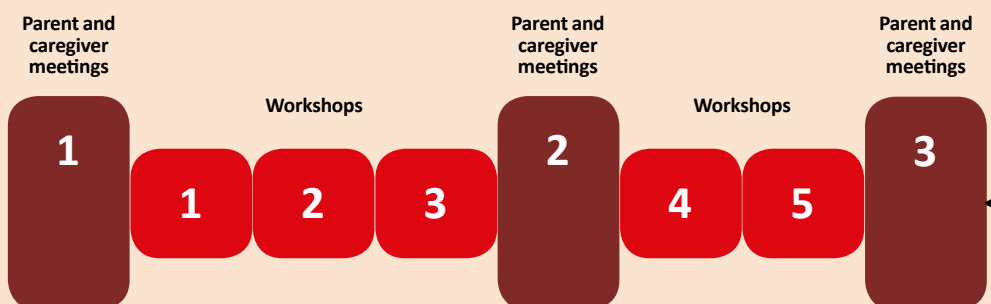 Parent and
caregiver
meetings
Parent and
caregiver
meetings
Parent and
caregiver
meetings
Workshops
Workshops
1
1
2
3
2
4
5
3